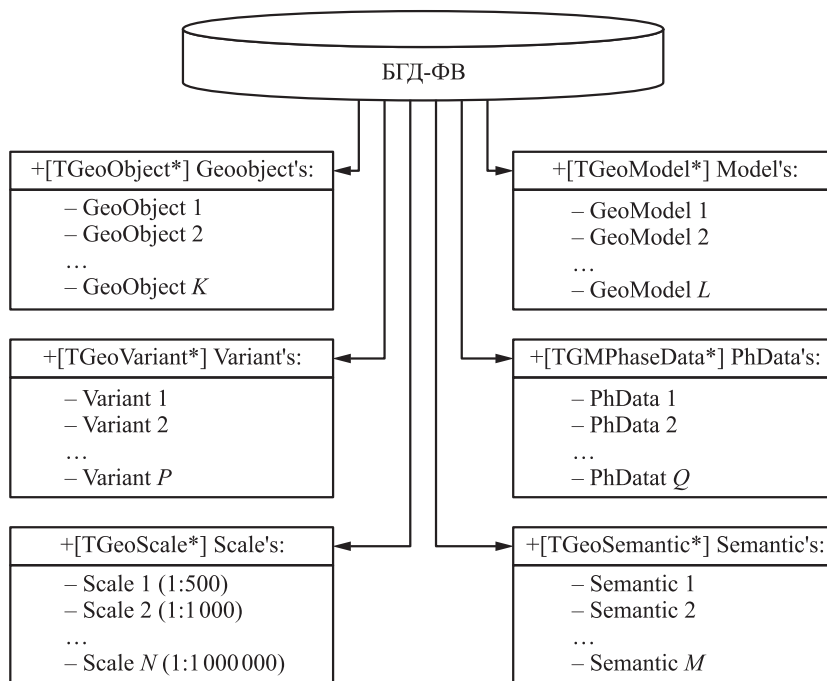 БГД-ФВ
+[TGeoObject*] Geoobject's:
– GeoObject 1
– GeoObject 2
…
– GeoObject K
+[TGeoModel*] Model's:
– GeoModel 1
– GeoModel 2
…
– GeoModel L
+[TGeoVariant*] Variant's:
– Variant 1
– Variant 2
…
– Variant P
+[TGMPhaseData*] PhData's:
– PhData 1
– PhData 2
…
– PhDatat Q
+[TGeoScale*] Scale's:
– Scale 1 (1:500)
– Scale 2 (1:1 000)
…
– Scale N (1:1 000 000)
+[TGeoSemantic*] Semantic's:
– Semantic 1
– Semantic 2
…
– Semantic M